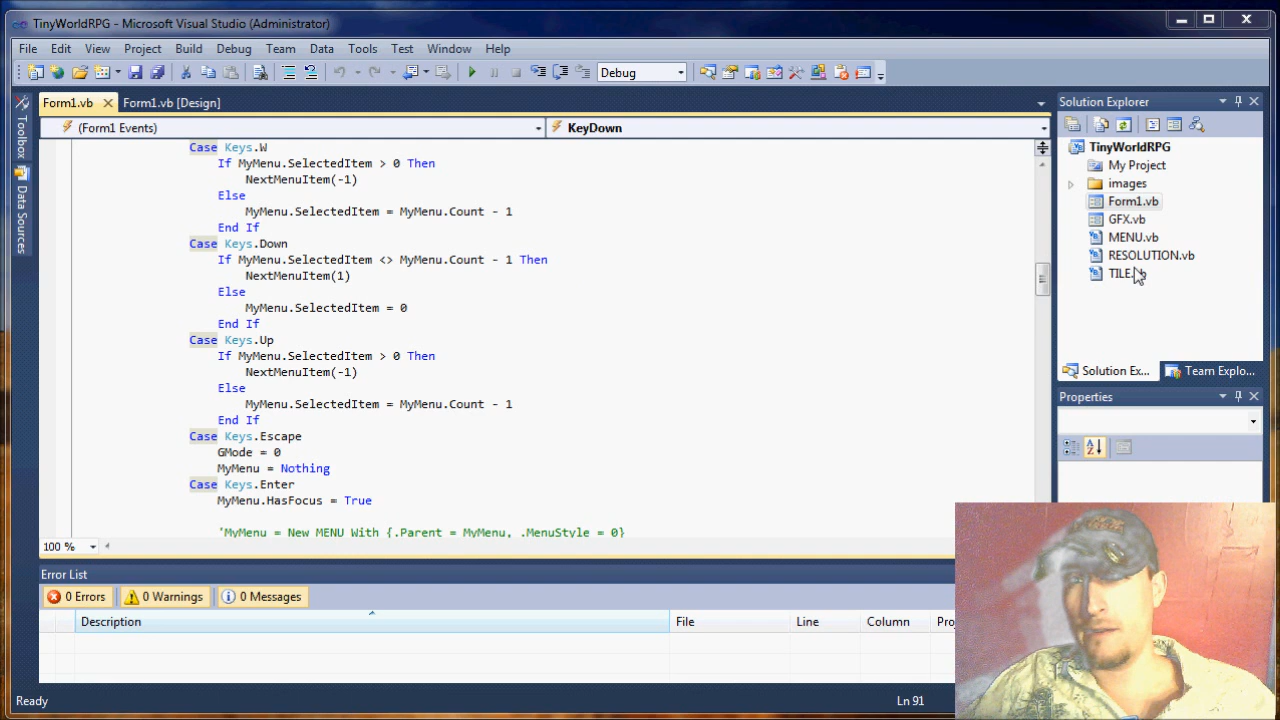 TinyWorldRPG - Microsoft Visual Studio (Administrator)
File Edit View Project Build Debug Team Data Tools Test Window Help
Debug
Form1.vb Form1.vb [Design]
(Form1 Events) KeyDown
Toolbox
Data Sources
Case Keys.W
If MyMenu.SelectedItem > 0 Then
NextMenuItem(-1)
Else
MyMenu.SelectedItem = MyMenu.Count - 1
End If
Case Keys.Down
If MyMenu.SelectedItem <> MyMenu.Count - 1 Then
NextMenuItem(1)
Else
MyMenu.SelectedItem = 0
End If
Case Keys.Up
If MyMenu.SelectedItem > 0 Then
NextMenuItem(-1)
Else
MyMenu.SelectedItem = MyMenu.Count - 1
End If
Case Keys.Escape
GMode = 0
MyMenu = Nothing
Case Keys.Enter
MyMenu.HasFocus = True
'MyMenu = New MENU With {.Parent = MyMenu, .MenuStyle = 0}
100 %
Solution Explorer
TinyWorldRPG
My Project
images
Form1.vb
GFX.vb
MENU.vb
RESOLUTION.vb
TILE.vb
Solution Ex... Team Explo...
Properties
Error List
0 Errors 0 Warnings 0 Messages
Description File Line Column Proj
Ready Ln 91